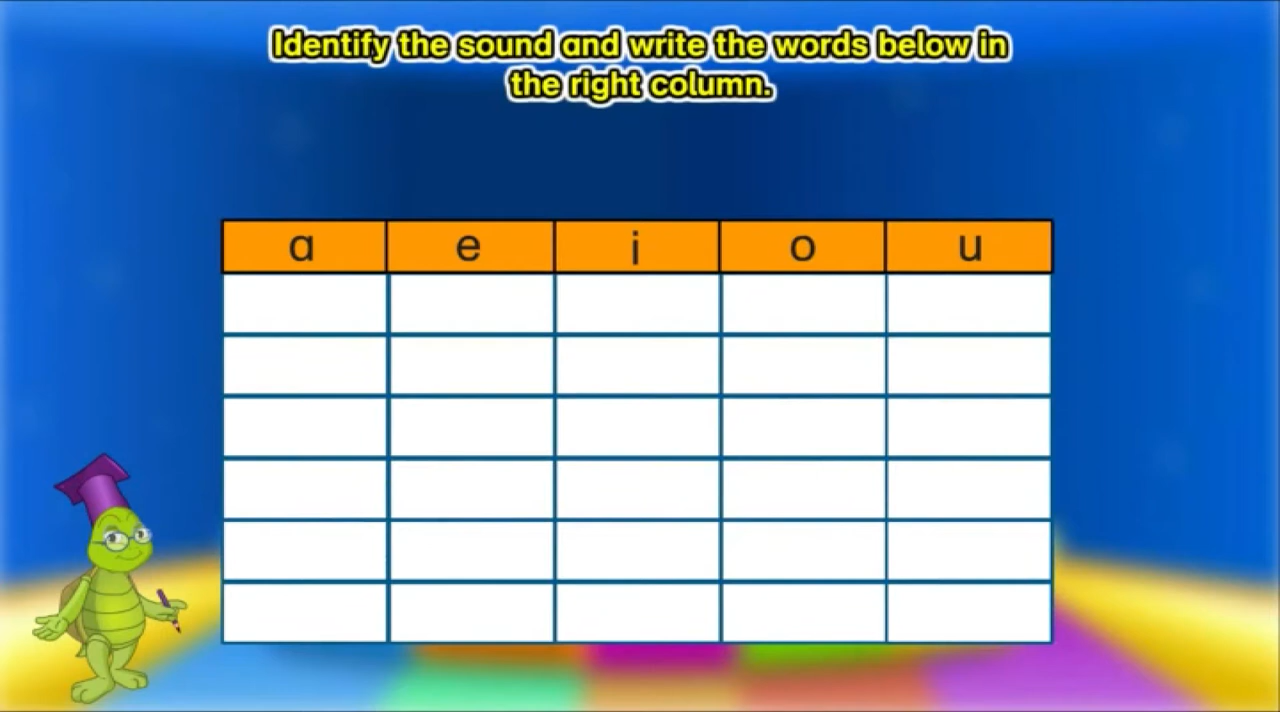 Identify the sound and write the words below in
the right column.
a e i o u